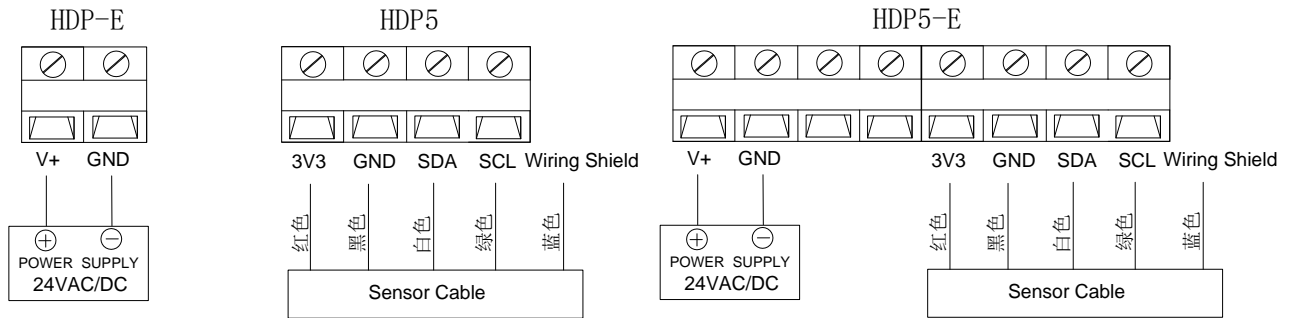 HDP-E
V+ GND
POWER SUPPLY
24VAC/DC
HDP5
3V3 GND SDA SCL Wiring Shield
红色 黑色 白色 绿色 蓝色
Sensor Cable
HDP5-E
V+ GND
POWER SUPPLY
24VAC/DC
3V3 GND SDA SCL Wiring Shield
红色 黑色 白色 绿色 蓝色
Sensor Cable